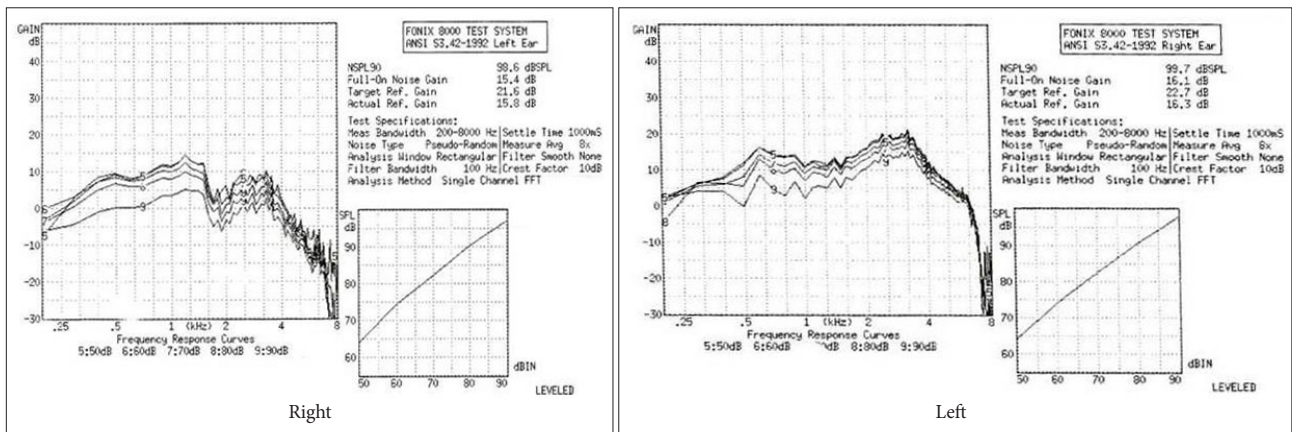 GAIN
dB
40
30
20
10
0
-10
-20
-30
.25 .5 1 (kHz) 2 4 8
Frequency Response Curves
5:50dB 6:60dB 7:70dB 8:80dB 9:90dB
FONIX 8000 TEST SYSTEM
ANSI S3.42-1992 Left Ear
NSPL90 98.6 dBSPL
Full-On Noise Gain 15.4 dB
Target Ref. Gain 21.6 dB
Actual Ref. Gain 15.8 dB
Test Specifications:
Meas Bandwidth 200-8000 Hz Settle Time 1000mS
Noise Type Pseudo-Random Measure Avg 8x
Analysis Window Rectangular Filter Smooth None
Filter Bandwidth 100 Hz Crest Factor 10dB
Analysis Method Single Channel FFT
SPL
dB
90
80
70
60
50 60 70 80 90
dBIN
LEVELED
Right
GAIN
dB
40
30
20
10
0
-10
-20
-30
.25 .5 1 (kHz) 2 4 8
Frequency Response Curves
5:50dB 6:60dB 0dB 8:80dB 9:90dB
FONIX 8000 TEST SYSTEM
ANSI S3.42-1992 Right Ear
NSPL90 99.7 dBSPL
Full-On Noise Gain 16.1 dB
Target Ref. Gain 22.7 dB
Actual Ref. Gain 16.3 dB
Test Specifications:
Meas Bandwidth 200-8000 Hz Settle Time 1000mS
Noise Type Pseudo-Random Measure Avg 8x
Analysis Window Rectangular Filter Smooth None
Filter Bandwidth 100 Hz Crest Factor 10dB
Analysis Method Single Channel FFT
SPL
dB
90
80
70
60
50 60 70 80 90
dBIN
LEVELED
Left